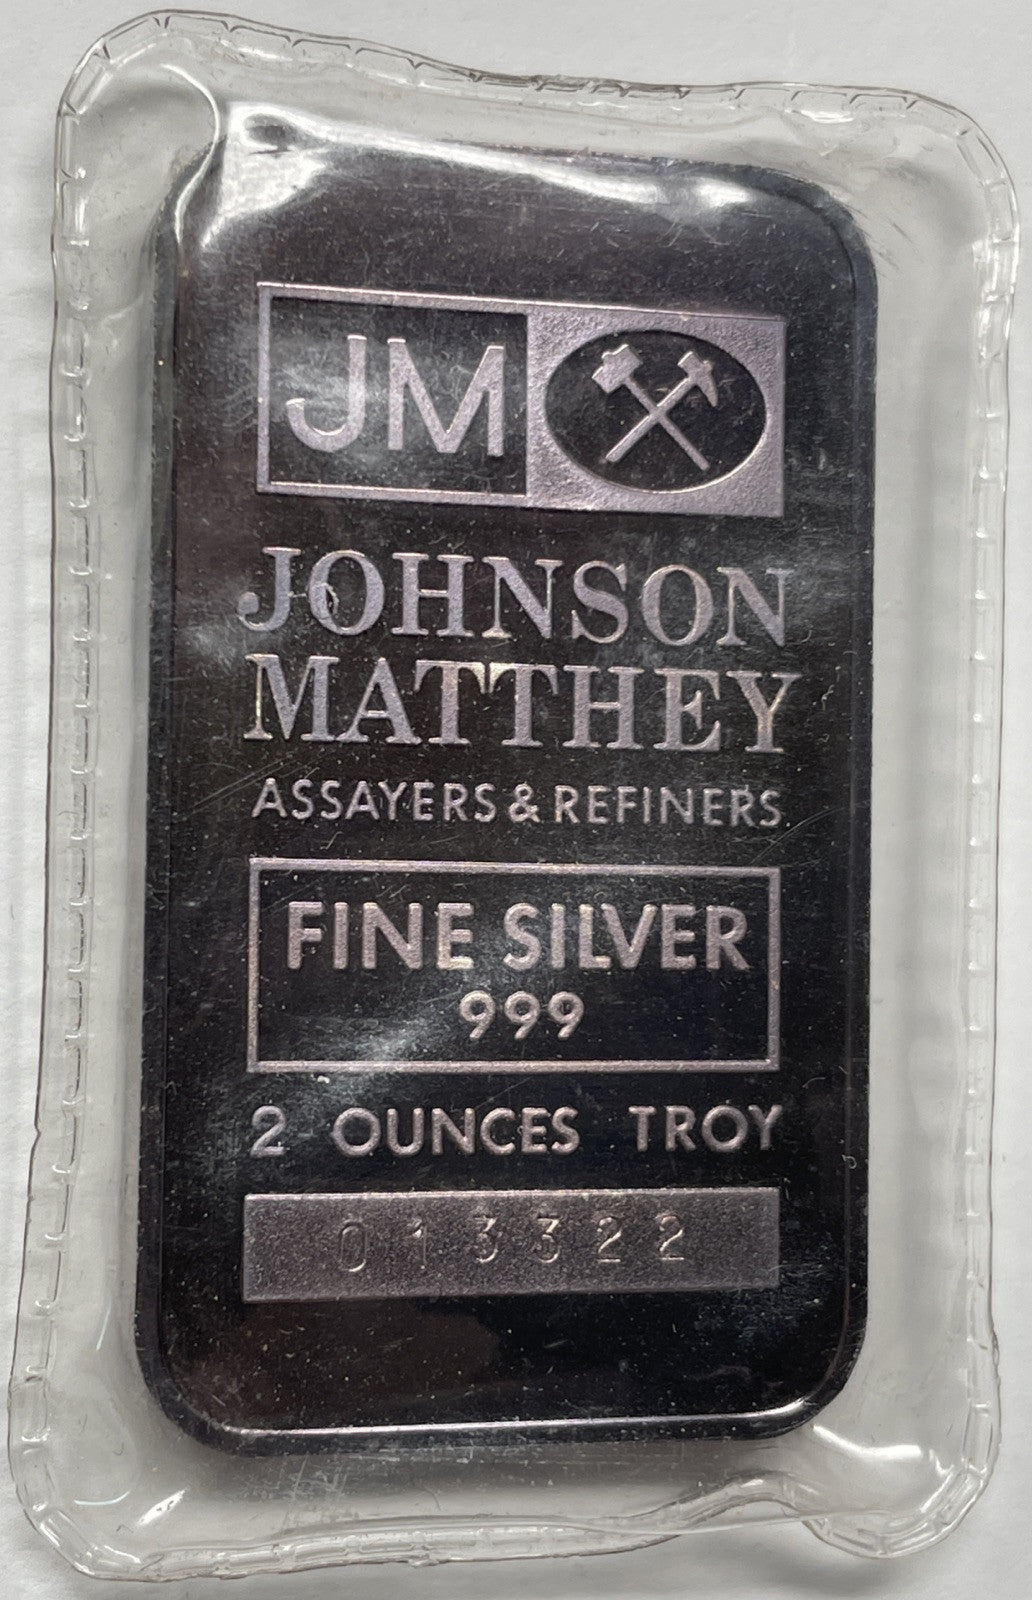 JM
JOHNSON
MATTHEY
ASSAYERS & REFINERS
FINE SILVER
999
2 OUNCES TROY
013322